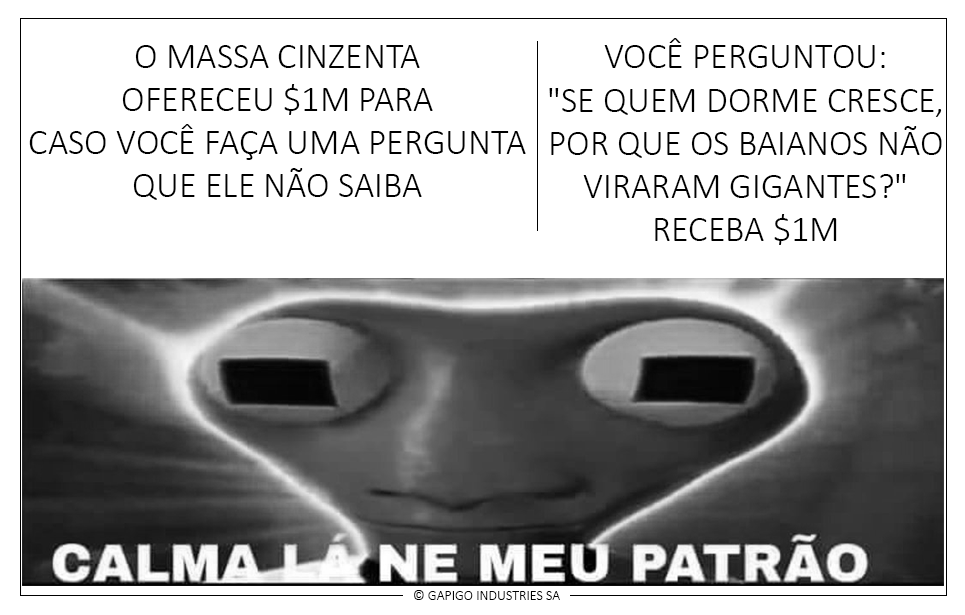 O MASSA CINZENTA
OFERECEU $1M PARA
CASO VOCÊ FAÇA UMA PERGUNTA
QUE ELE NÃO SAIBA
VOCÊ PERGUNTOU:
"SE QUEM DORME CRESCE,
POR QUE OS BAIANOS NÃO
VIRARAM GIGANTES?"
RECEBA $1M
CALMA LÁ NE MEU PATRÃO
© GAPIGO INDUSTRIES SA